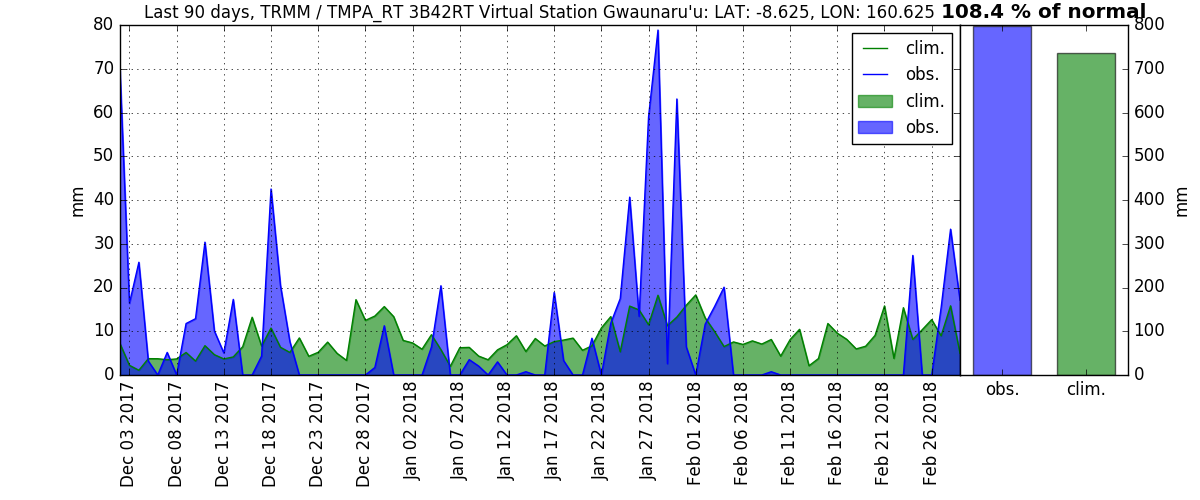 Last 90 days, TRMM / TMPA_RT 3B42RT Virtual Station Gwaunaru'u: LAT: -8.625, LON: 160.625 108.4 % of normal
80
70
60
50
40
30
20
10
0
mm
clim.
obs.
clim.
obs.
800
700
600
500
400
300
200
100
0
mm
obs.
clim.
Dec 03 2017
Dec 08 2017
Dec 13 2017
Dec 18 2017
Dec 23 2017
Dec 28 2017
Jan 02 2018
Jan 07 2018
Jan 12 2018
Jan 17 2018
Jan 22 2018
Jan 27 2018
Feb 01 2018
Feb 06 2018
Feb 11 2018
Feb 16 2018
Feb 21 2018
Feb 26 2018